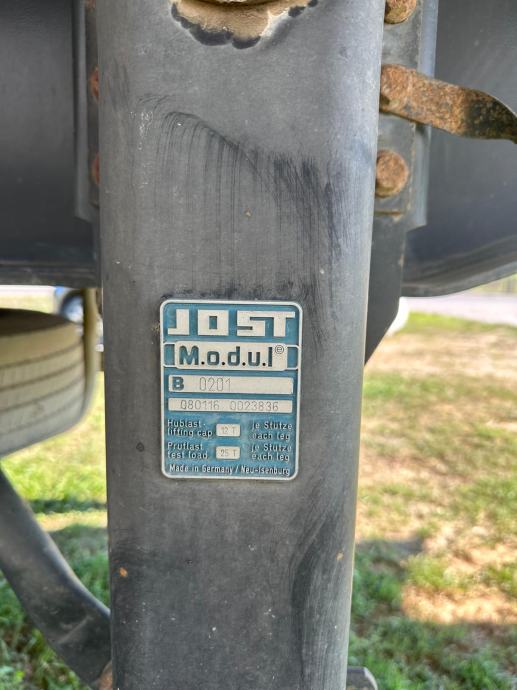 JOST
M.o.d.u.l©
B 0201
080116 0023836
Hublast- je Stütze
lifting cap. 12 T each leg
Prüflast je Stütze
test load 25 T each leg
Made in Germany/Neu-Isenburg